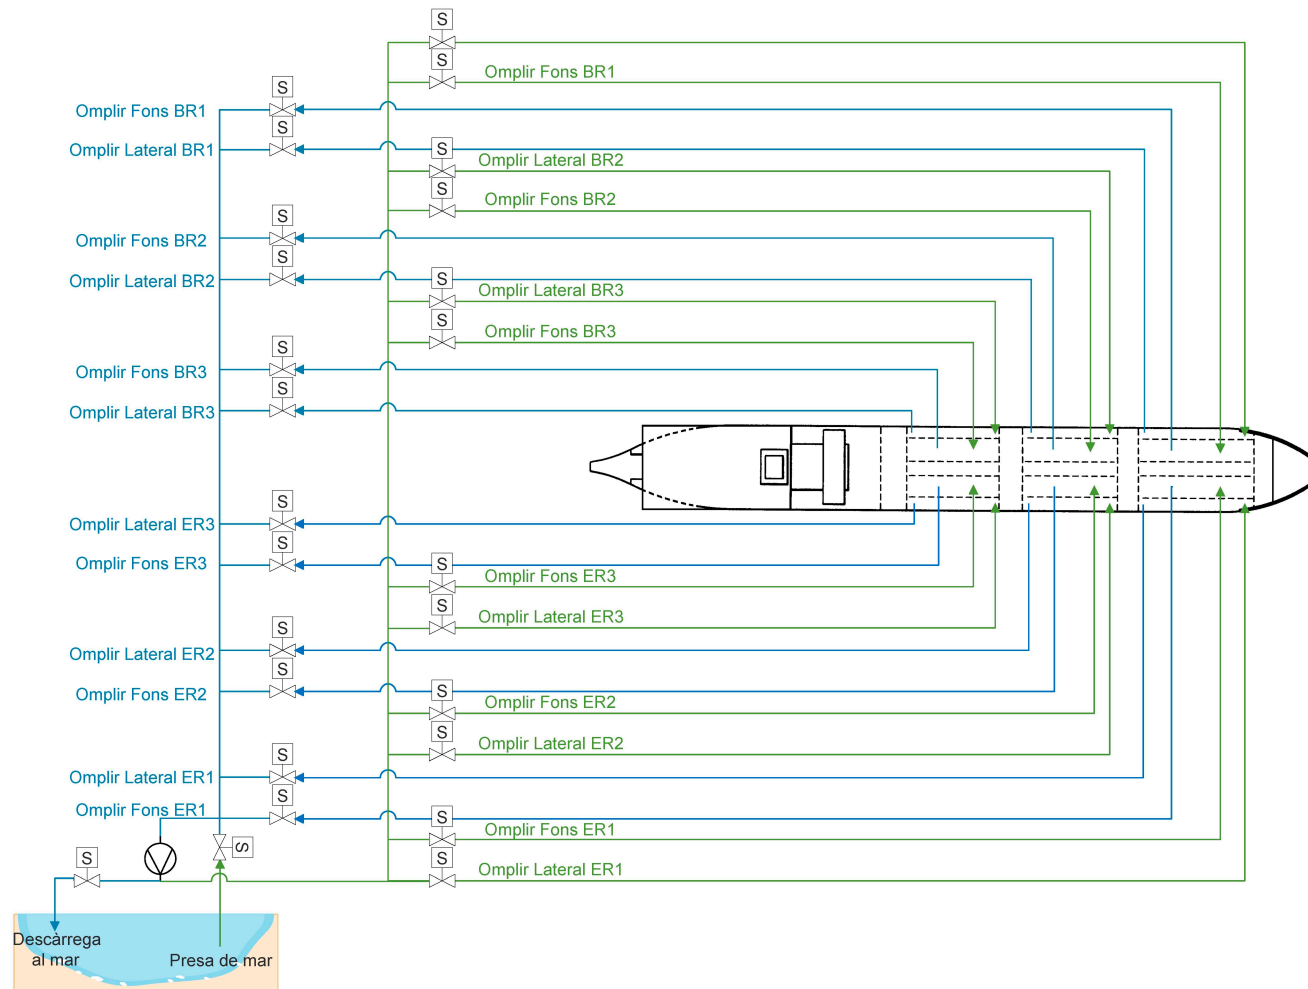 S
S
Omplir Fons BR1
S
Omplir Fons BR1
S
Omplir Lateral BR1
S
Omplir Lateral BR2
S
Omplir Fons BR2
S
Omplir Fons BR2
S
Omplir Lateral BR2
S
Omplir Lateral BR3
S
Omplir Fons BR3
S
Omplir Fons BR3
S
Omplir Lateral BR3
S
Omplir Lateral ER3
S
Omplir Fons ER3
S
Omplir Fons ER3
S
Omplir Lateral ER3
S
Omplir Lateral ER2
S
Omplir Fons ER2
S
Omplir Fons ER2
S
Omplir Lateral ER2
S
Omplir Lateral ER1
S
Omplir Fons ER1
S
Omplir Fons ER1
S
S
Omplir Lateral ER1
S
Descàrrega
al mar
Presa de mar